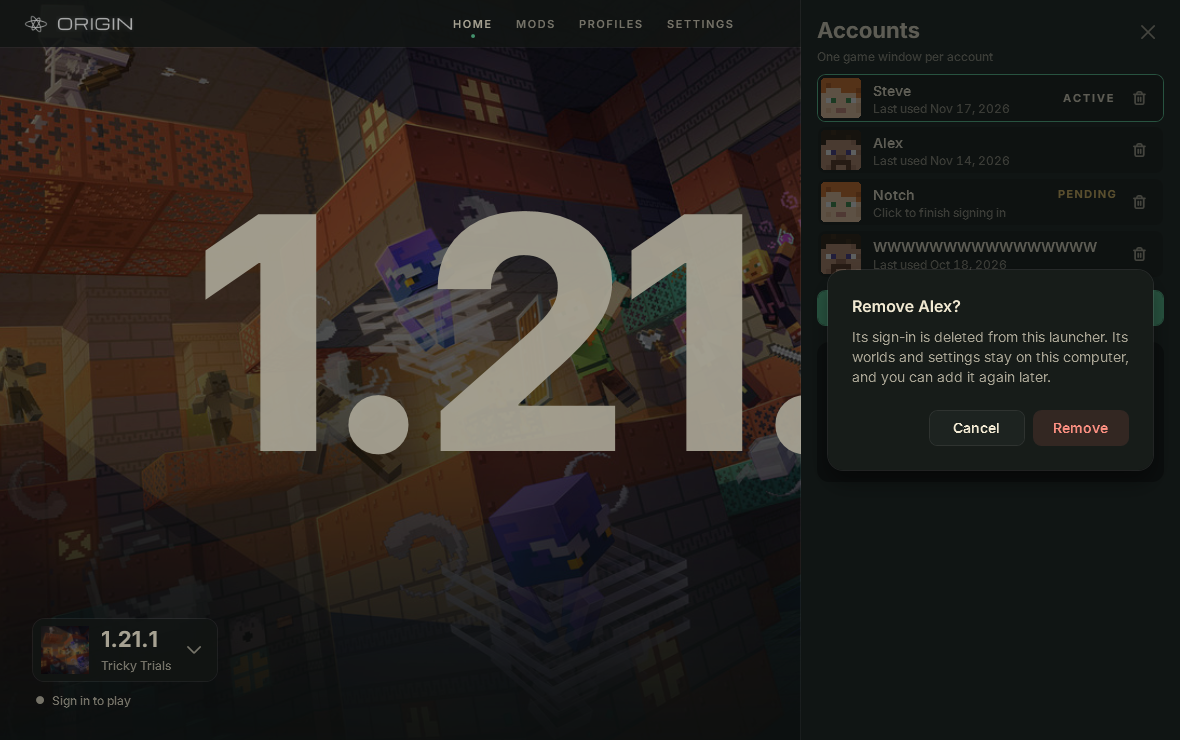 ORIGIN
HOME MODS PROFILES SETTINGS
Accounts
One game window per account
Steve
Last used Nov 17, 2026
ACTIVE
Alex
Last used Nov 14, 2026
Notch
Click to finish signing in
PENDING
WWWWWWWWWWWWWWWW
Last used Oct 18, 2026
Remove Alex?
Its sign-in is deleted from this launcher. Its
worlds and settings stay on this computer,
and you can add it again later.
Cancel Remove
1.21.
1.21.1
Tricky Trials
Sign in to play